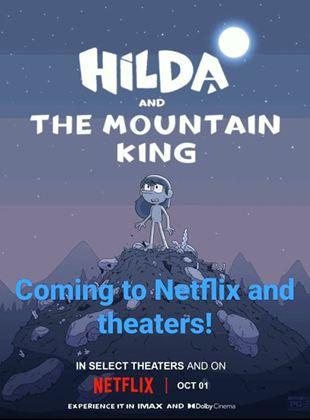 HiLDA
AND
THE MOUNTAIN
KING
Coming to Netflix and
theaters!
IN SELECT THEATERS AND ON
NETFLIX | OCT 01
EXPERIENCE IT IN IMAX AND Dolby Cinema
PG